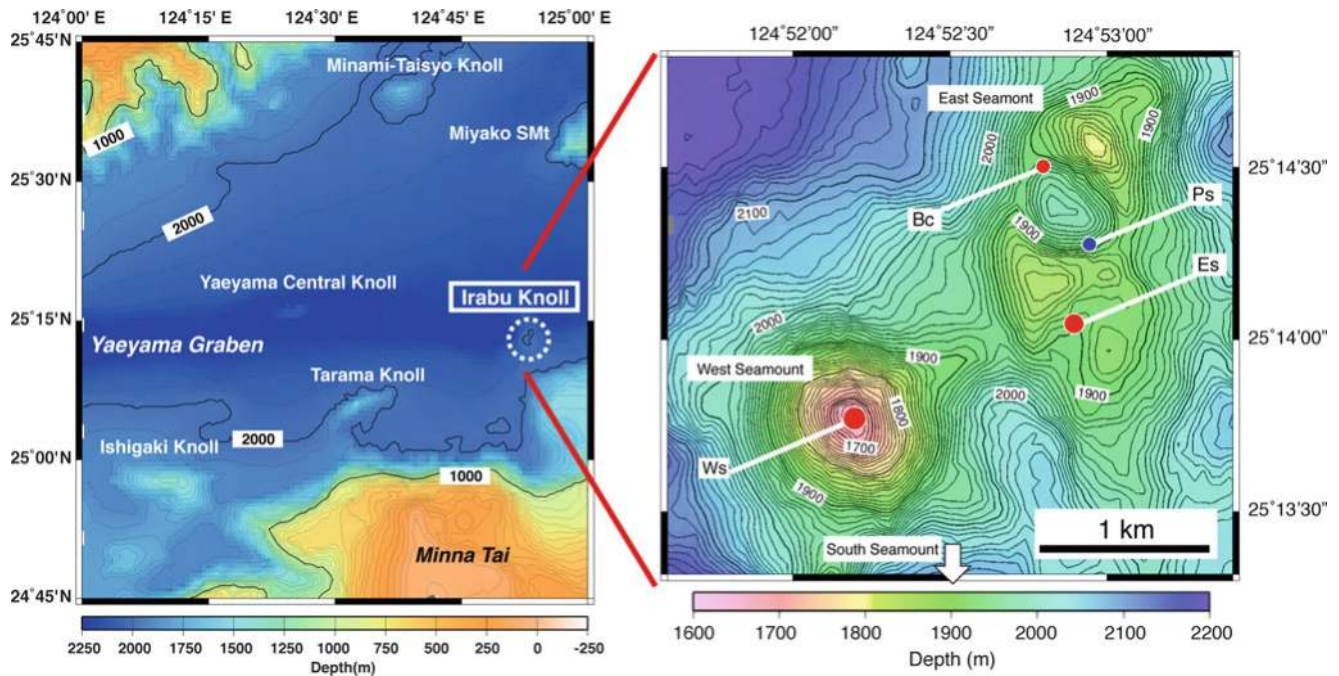 124˚00' E 124˚15' E 124˚30' E 124˚45' E 125˚00' E
25˚45'N
25˚30'N
25˚15'N
25˚00'N
24˚45'N
Minami-Taisyo Knoll
1000
Miyako SMt
2000
Yaeyama Central Knoll
Irabu Knoll
Yaeyama Graben
Tarama Knoll
2000
Ishigaki Knoll
1000
Minna Tai
2250 2000 1750 1500 1250 1000 750 500 250 0 -250
Depth(m)
124˚52'00" 124˚52'30" 124˚53'00"
25˚14'30"
25˚14'00"
25˚13'30"
East Seamont
1900
1900
2000
Ps
2100
Bc
1900
Es
2000
1900
West Seamount
2000
1900
1800
1700
Ws
1900
1 km
South Seamount
1600 1700 1800 1900 2000 2100 2200
Depth (m)